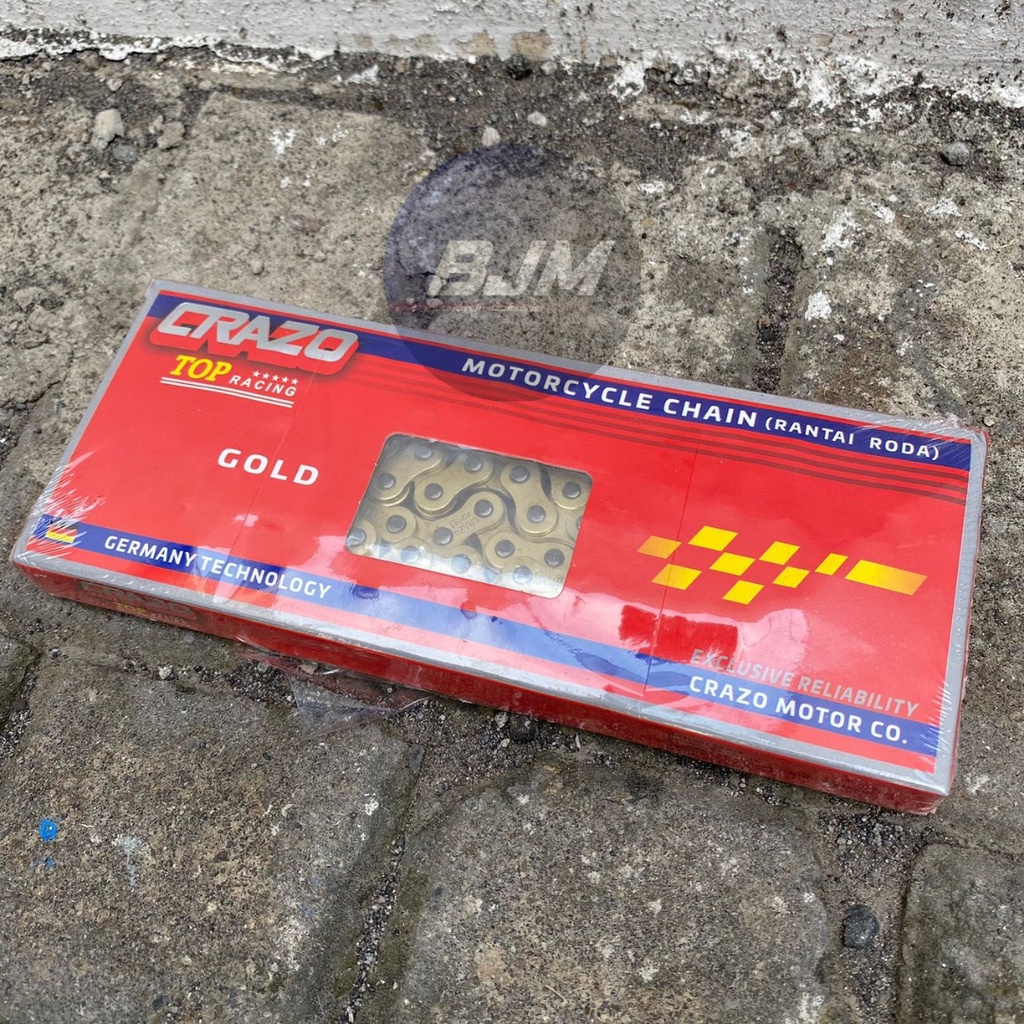 BJM
CRAZO
TOP RACING
MOTORCYCLE CHAIN (RANTAI RODA)
GOLD
GERMANY TECHNOLOGY
EXCLUSIVE RELIABILITY
CRAZO MOTOR CO.